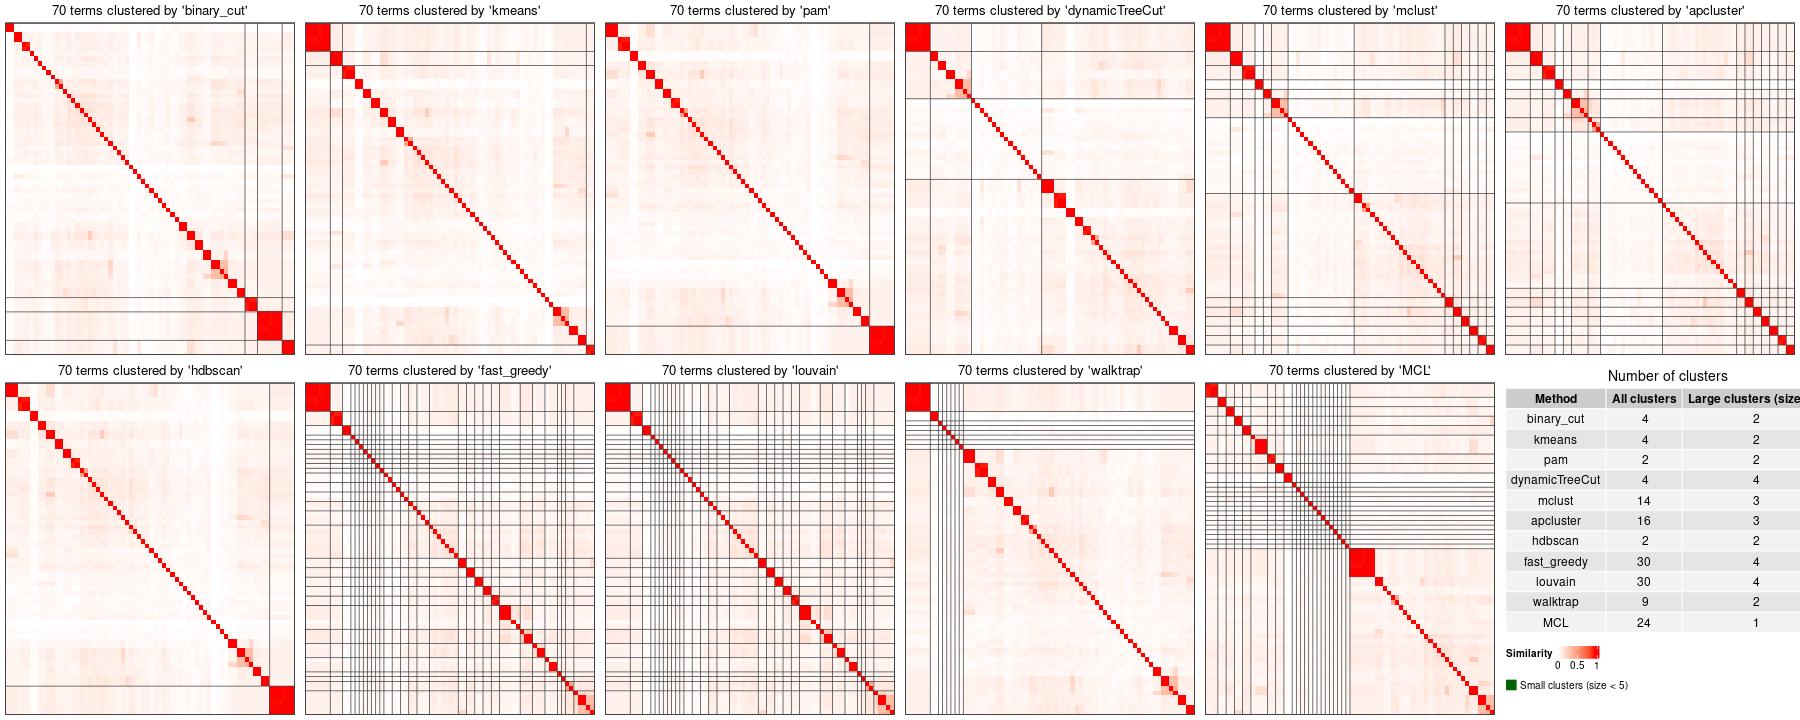 70 terms clustered by 'binary_cut'
70 terms clustered by 'kmeans'
70 terms clustered by 'pam'
70 terms clustered by 'dynamicTreeCut'
70 terms clustered by 'mclust'
70 terms clustered by 'apcluster'
70 terms clustered by 'hdbscan'
70 terms clustered by 'fast_greedy'
70 terms clustered by 'louvain'
70 terms clustered by 'walktrap'
70 terms clustered by 'MCL'
Number of clusters
Method All clusters Large clusters (size
binary_cut 4 2
kmeans 4 2
pam 2 2
dynamicTreeCut 4 4
mclust 14 3
apcluster 16 3
hdbscan 2 2
fast_greedy 30 4
louvain 30 4
walktrap 9 2
MCL 24 1
Similarity
0 0.5 1
Small clusters (size < 5)